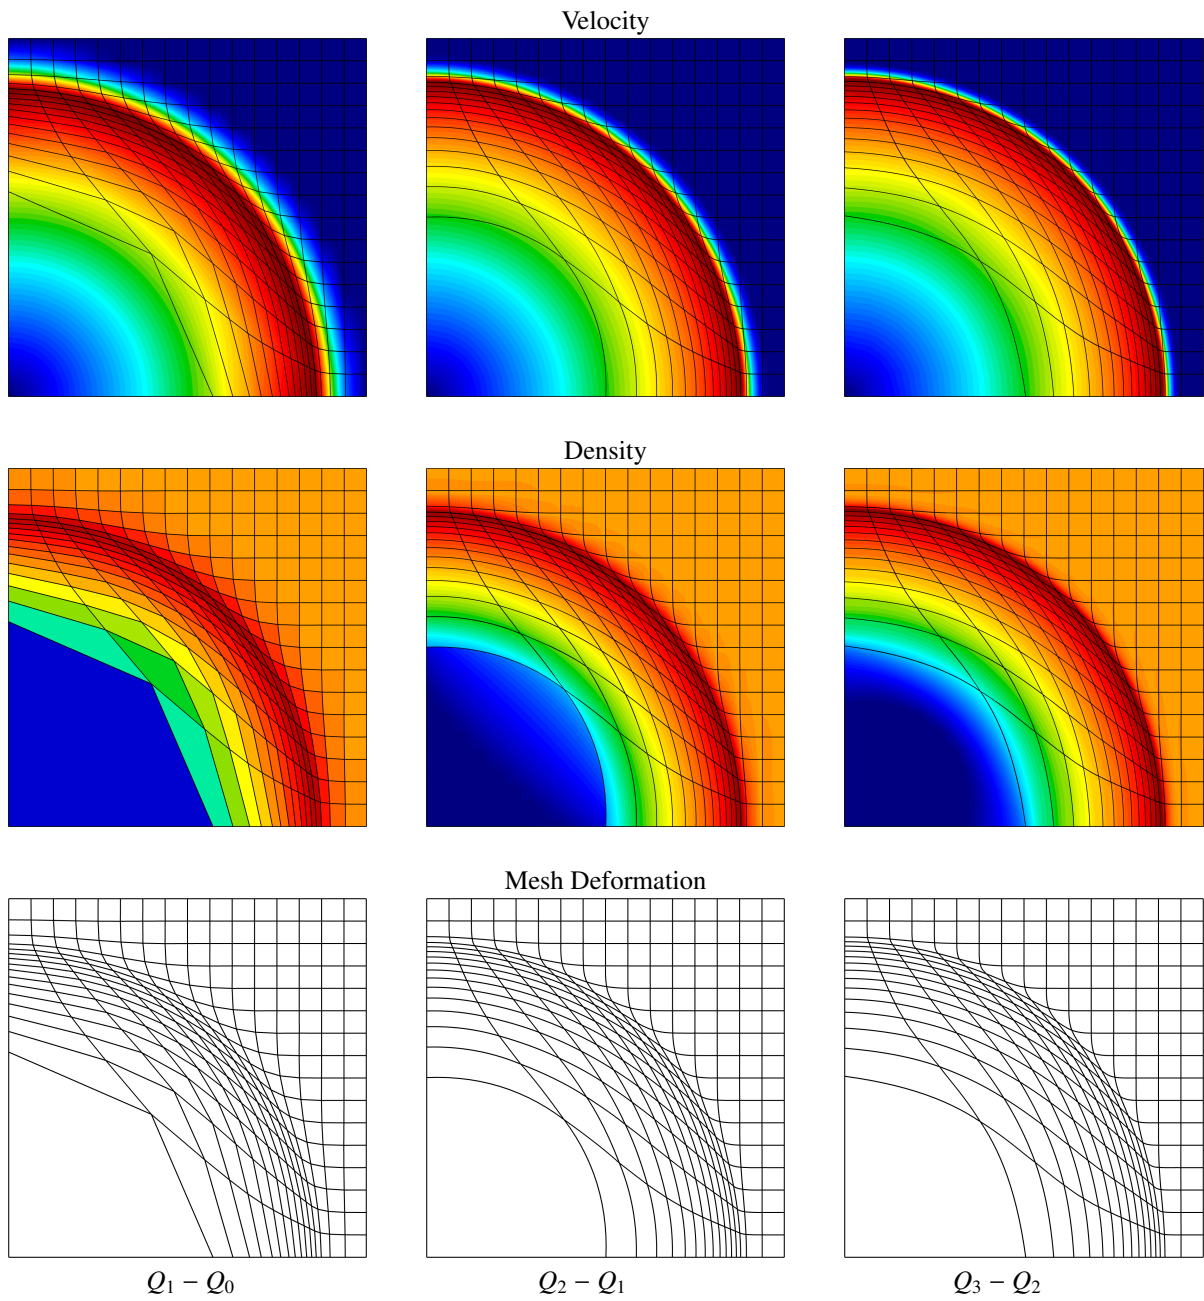 Velocity
Density
Mesh Deformation
Q₁ − Q₀ Q₂ − Q₁ Q₃ − Q₂